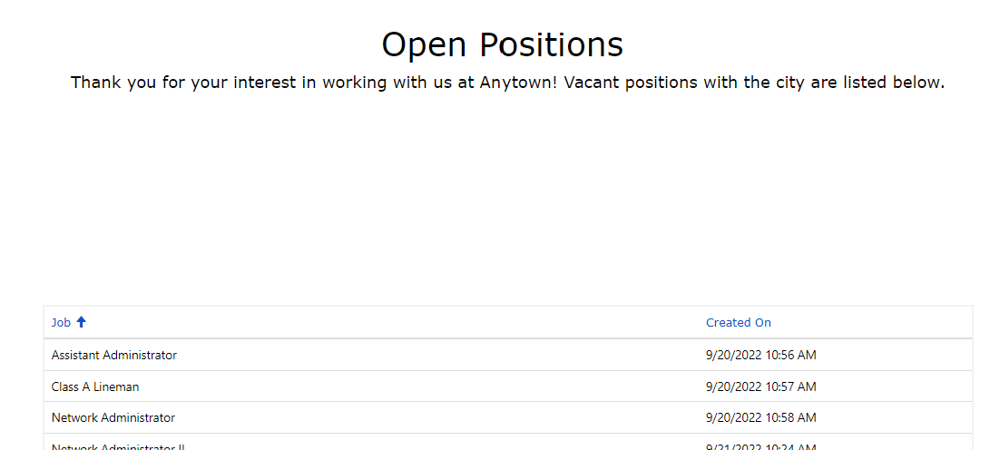 Open Positions
Thank you for your interest in working with us at Anytown! Vacant positions with the city are listed below.
Job Created On
Assistant Administrator 9/20/2022 10:56 AM
Class A Lineman 9/20/2022 10:57 AM
Network Administrator 9/20/2022 10:58 AM
Network Administrator II 9/21/2022 10:24 AM